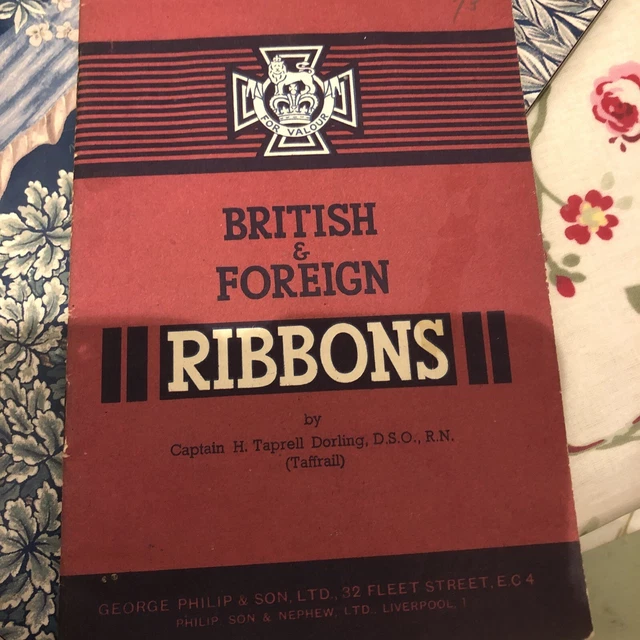 FOR VALOUR
BRITISH
&
FOREIGN
RIBBONS
by
Captain H. Taprell Dorling, D.S.O., R.N.
(Taffrail)
GEORGE PHILIP & SON, LTD., 32 FLEET STREET, E.C 4
PHILIP SON & NEPHEW, LTD., LIVERPOOL, 1